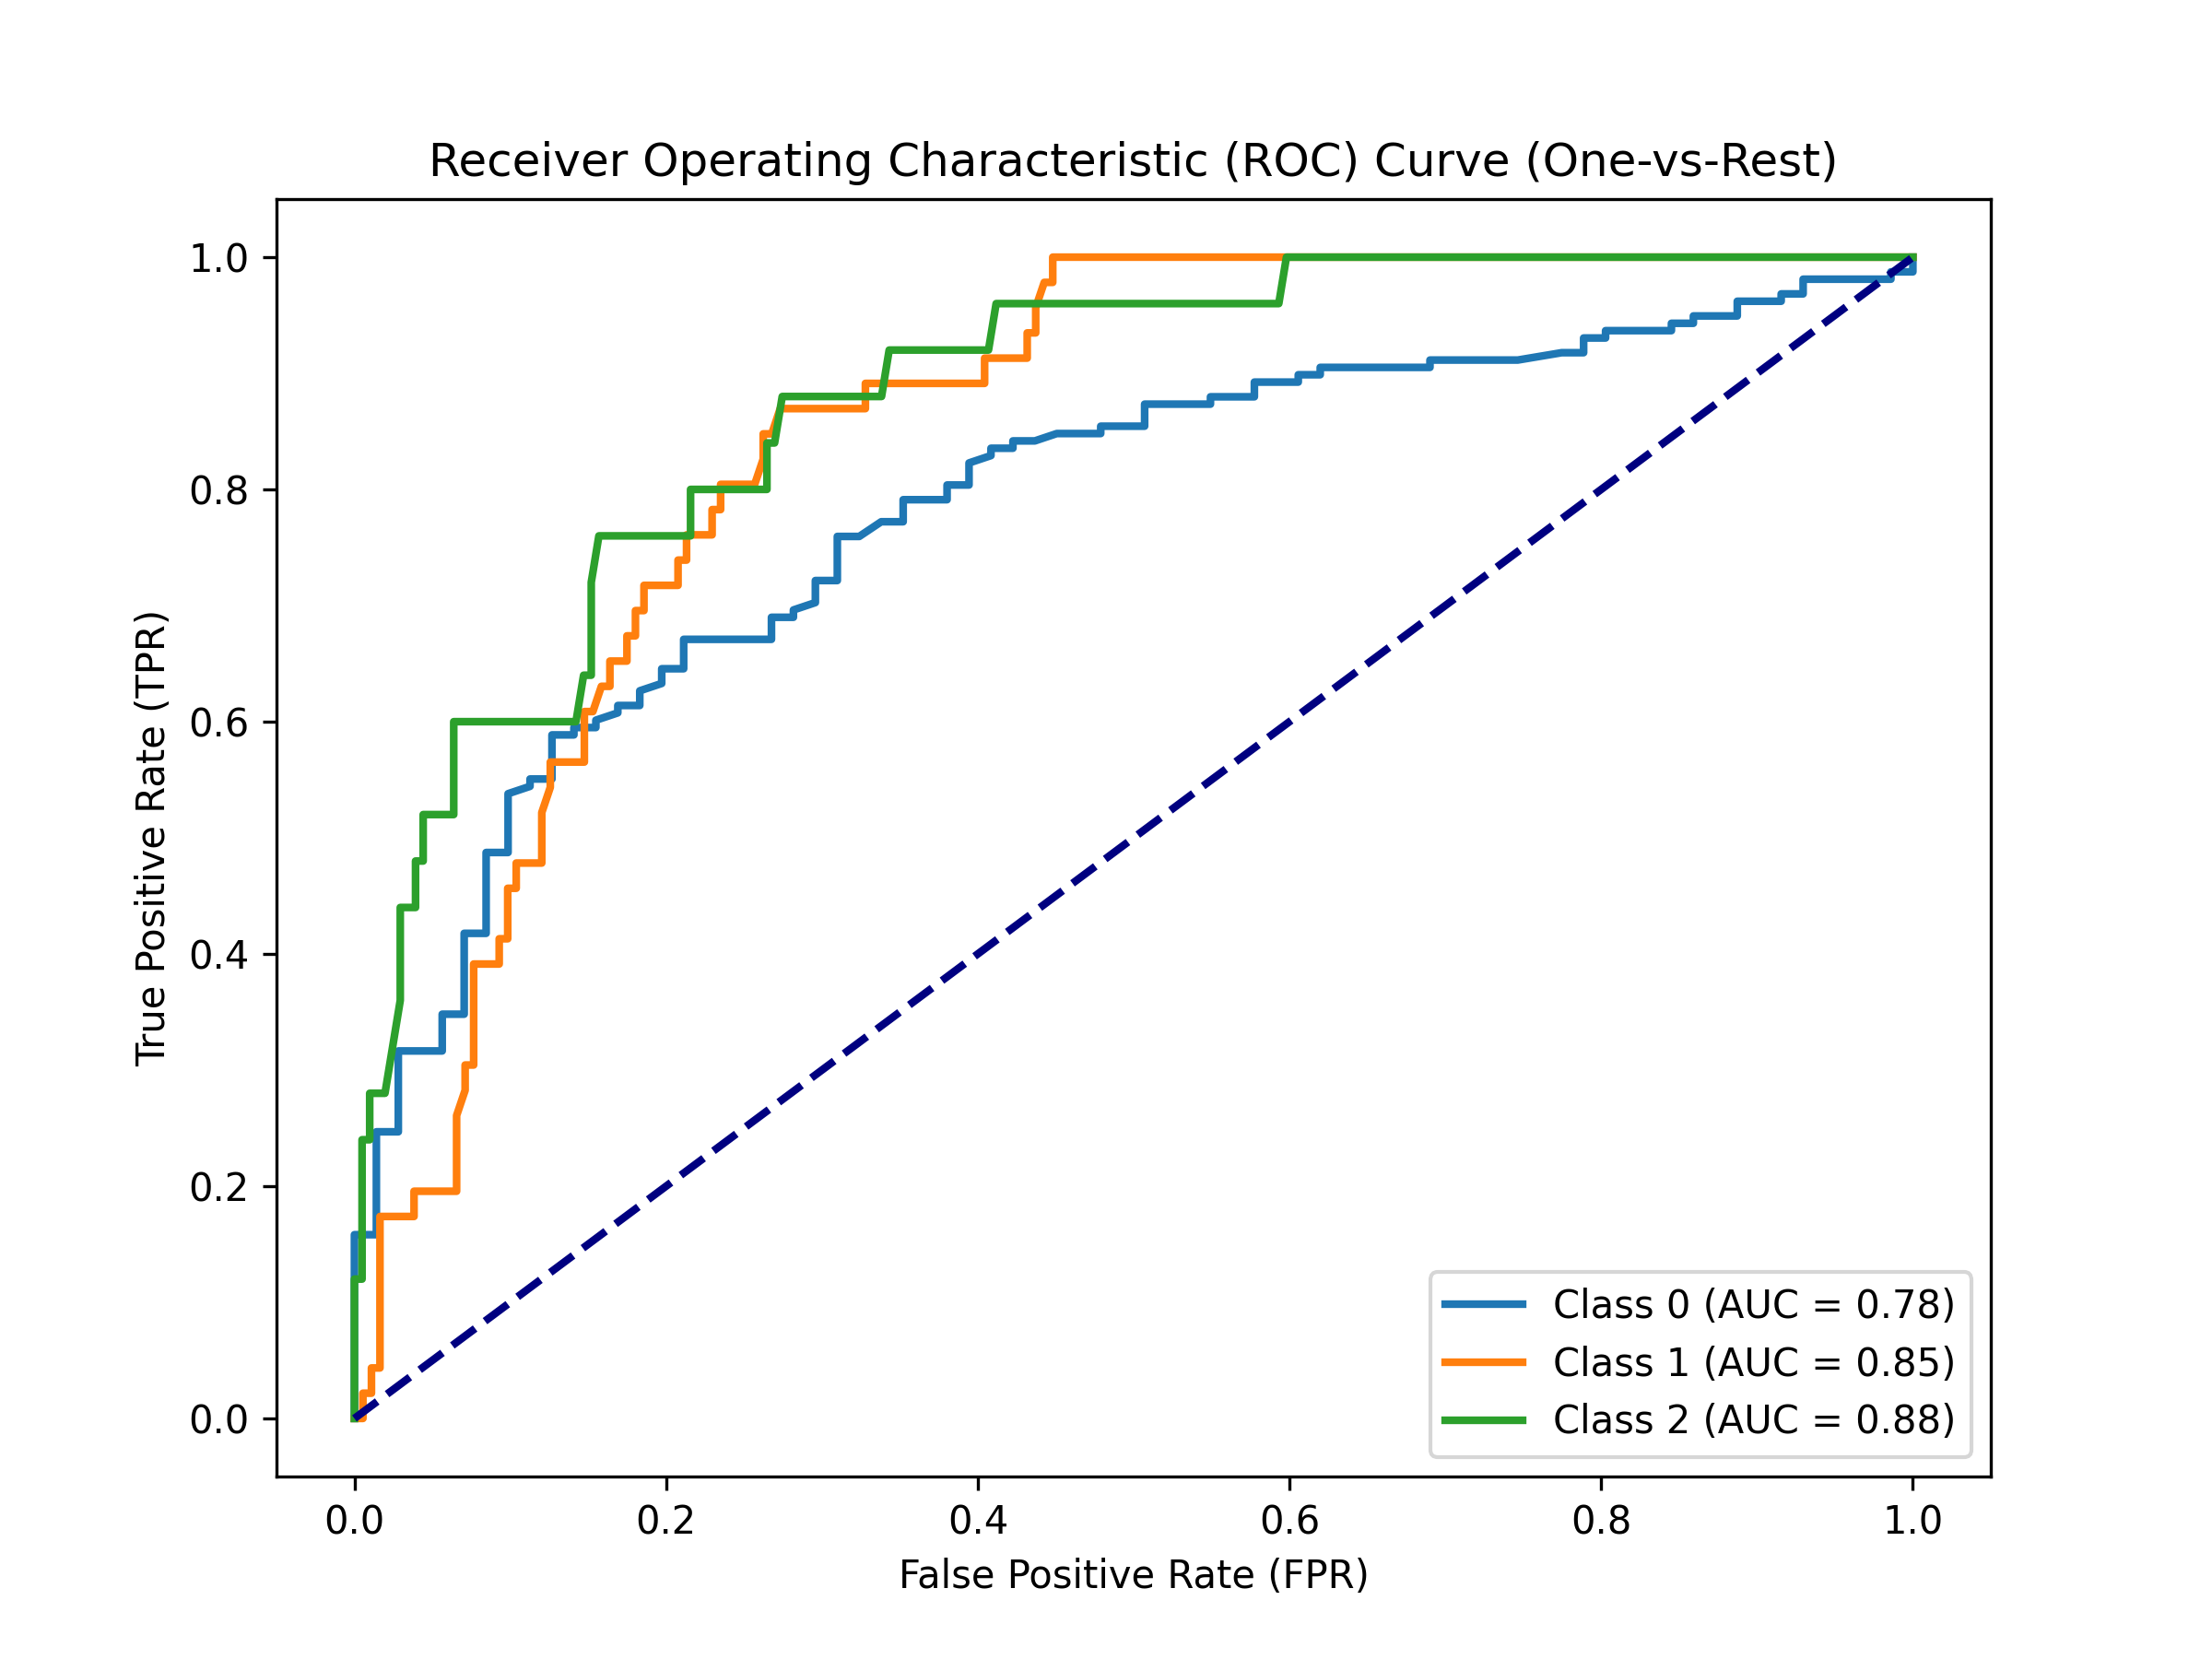 Receiver Operating Characteristic (ROC) Curve (One-vs-Rest)
True Positive Rate (TPR)
1.0
0.8
0.6
0.4
0.2
0.0
Class 0 (AUC = 0.78)
Class 1 (AUC = 0.85)
Class 2 (AUC = 0.88)
0.0 0.2 0.4 0.6 0.8 1.0
False Positive Rate (FPR)